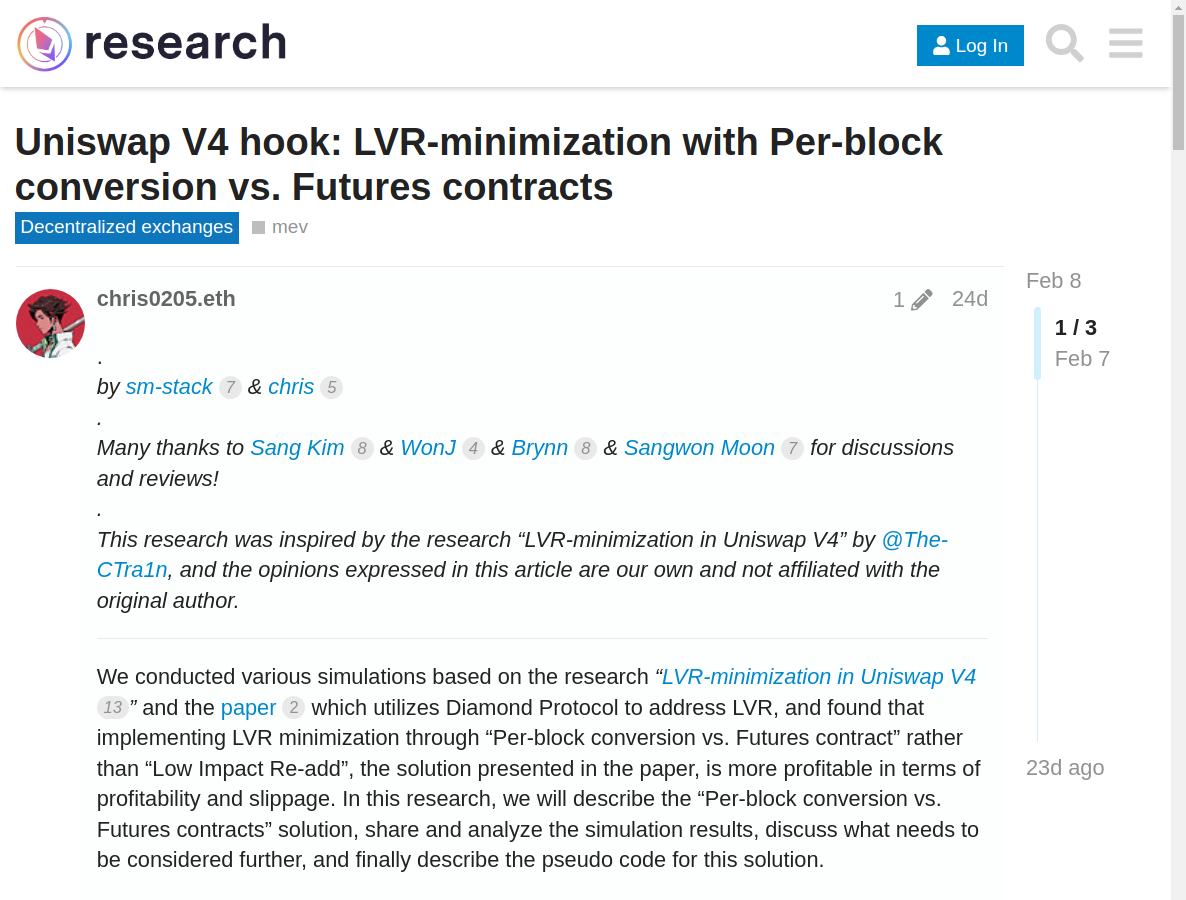 research
Log In
Uniswap V4 hook: LVR-minimization with Per-block
conversion vs. Futures contracts
Decentralized exchanges mev
chris0205.eth 1 24d
.
by sm-stack 7 & chris 5
.
Many thanks to Sang Kim 8 & WonJ 4 & Brynn 8 & Sangwon Moon 7 for discussions
and reviews!
.
This research was inspired by the research “LVR-minimization in Uniswap V4” by @The-
CTra1n, and the opinions expressed in this article are our own and not affiliated with the
original author.
We conducted various simulations based on the research “LVR-minimization in Uniswap V4
13 ” and the paper 2 which utilizes Diamond Protocol to address LVR, and found that
implementing LVR minimization through “Per-block conversion vs. Futures contract” rather
than “Low Impact Re-add”, the solution presented in the paper, is more profitable in terms of
profitability and slippage. In this research, we will describe the “Per-block conversion vs.
Futures contracts” solution, share and analyze the simulation results, discuss what needs to
be considered further, and finally describe the pseudo code for this solution.
Feb 8
1 / 3
Feb 7
23d ago